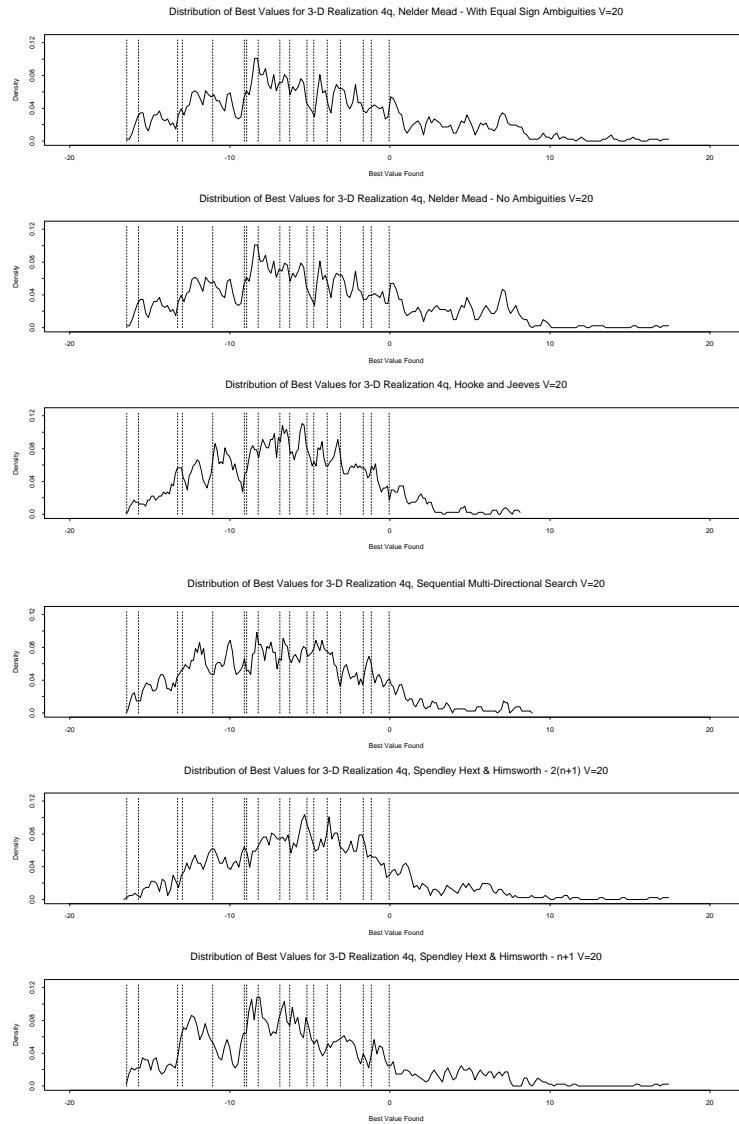 Distribution of Best Values for 3-D Realization 4q, Nelder Mead - With Equal Sign Ambiguities V=20
Density
0.12
0.08
0.04
0.0
-20 -10 0 10 20
Best Value Found
Distribution of Best Values for 3-D Realization 4q, Nelder Mead - No Ambiguities V=20
Density
0.12
0.08
0.04
0.0
-20 -10 0 10 20
Best Value Found
Distribution of Best Values for 3-D Realization 4q, Hooke and Jeeves V=20
Density
0.12
0.08
0.04
0.0
-20 -10 0 10 20
Best Value Found
Distribution of Best Values for 3-D Realization 4q, Sequential Multi-Directional Search V=20
Density
0.12
0.08
0.04
0.0
-20 -10 0 10 20
Best Value Found
Distribution of Best Values for 3-D Realization 4q, Spendley Hext & Himsworth - 2(n+1) V=20
Density
0.12
0.08
0.04
0.0
-20 -10 0 10 20
Best Value Found
Distribution of Best Values for 3-D Realization 4q, Spendley Hext & Himsworth - n+1 V=20
Density
0.12
0.08
0.04
0.0
-20 -10 0 10 20
Best Value Found